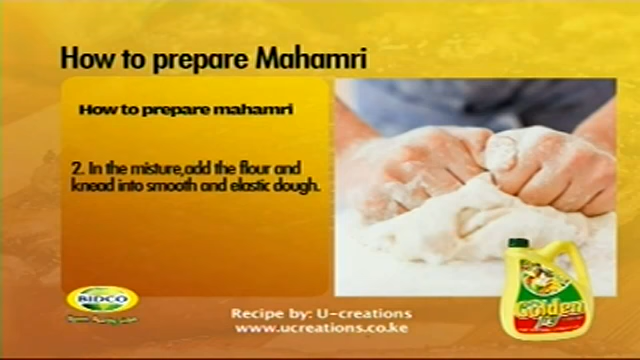 How to prepare Mahamri
How to prepare mahamri
2. In the misture,add the flour and
knead into smooth and elastic dough.
BIDCO
Golden
Recipe by: U-creations
www.ucreations.co.ke